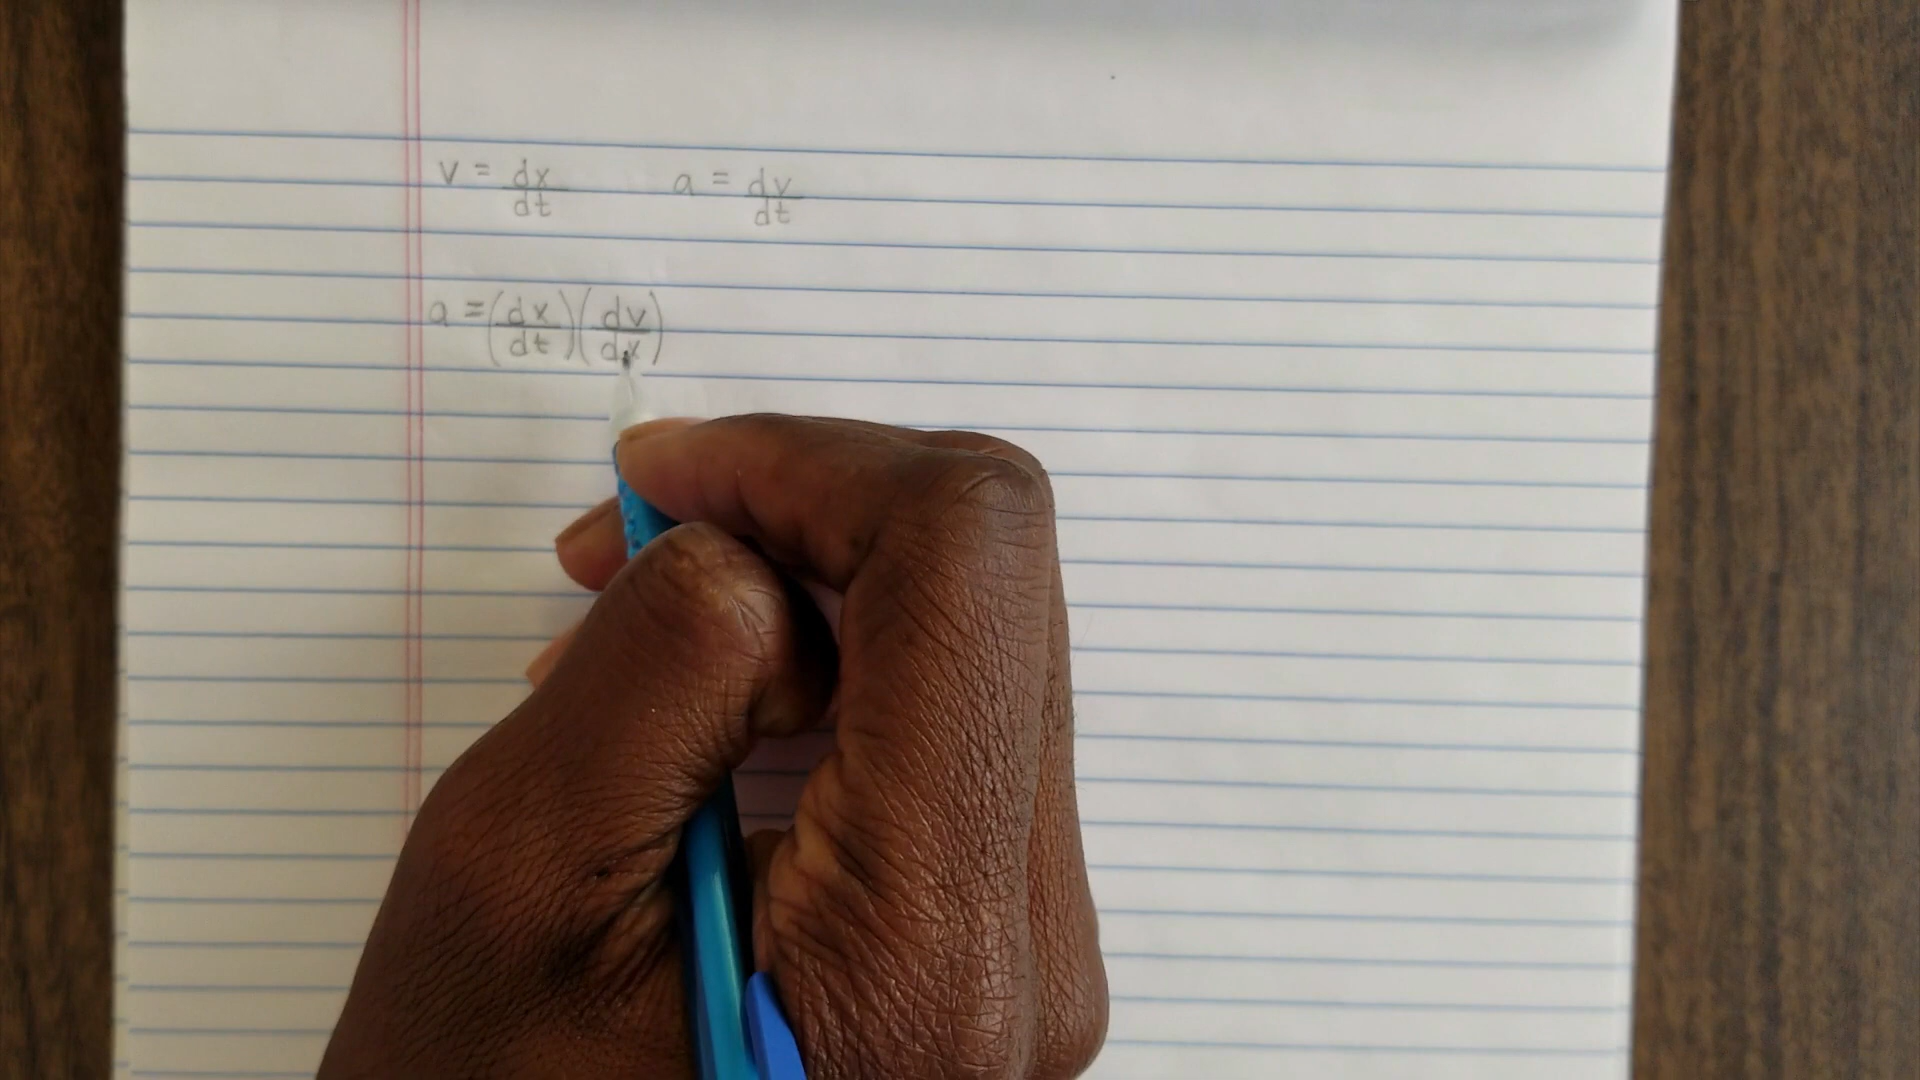 v = dx/dt a = dv/dt
a = (dx/dt)(dv/dx)